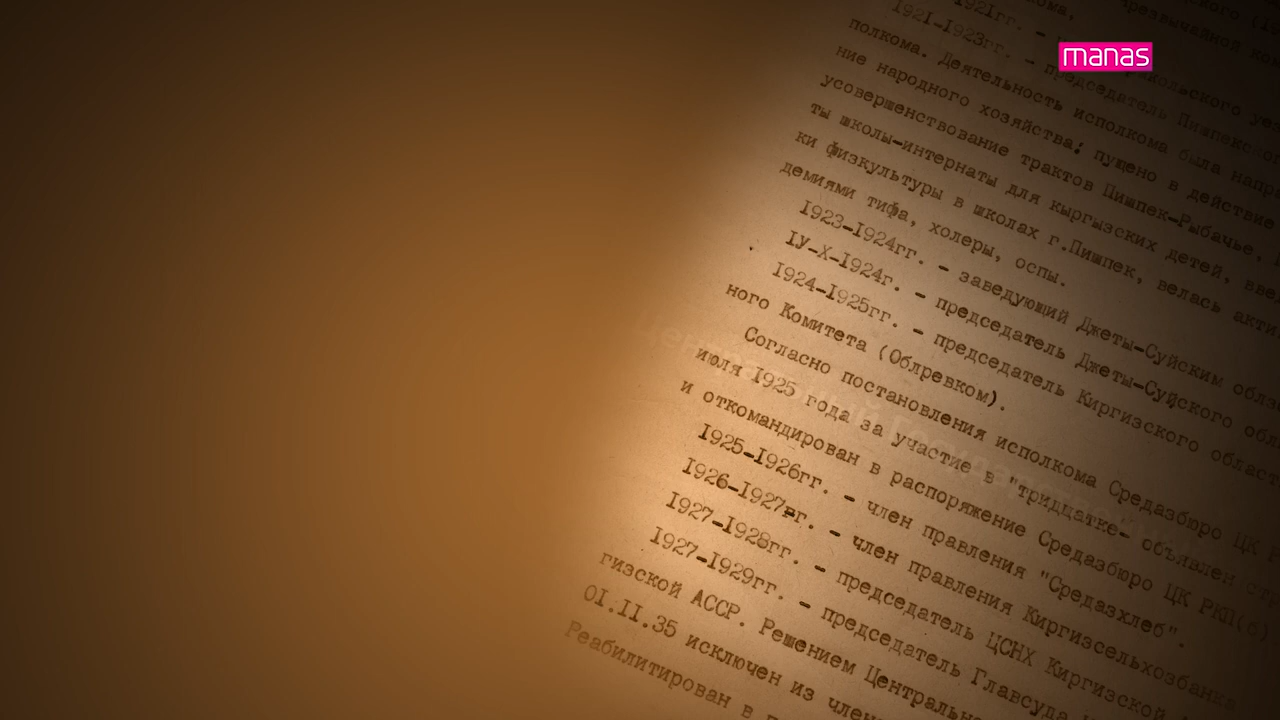 manas
1921гг. –
1921-1923гг. – председатель Пишпекско
полкома. Деятельность исполкома была напр
ние народного хозяйства: пущено в действие
усовершенствование трактов Пишпек-Рыбачье,
ты школы-интернаты для кыргызских детей, вве
ки физкультуры в школах г.Пишпек, велась акти
демиями тифа, холеры, оспы.
1923-1924гг. – заведующий Джеты-Суйским обл
IУ-X-1924г. – председатель Джеты-Суйского обл
1924-1925гг. – председатель Киргизского област
ного Комитета (Облревком).
Согласно постановления исполкома Средазбюро ЦК
июля 1925 года за участие в "тридцатке- объявлен
и откомандирован в распоряжение Средазбюро ЦК РКП(б)
1925-1926гг. – член правления "Средазхлеб".
1926-1927гг. – член правления Киргизсельхозбанка
1927-1928гг. – председатель ЦСНХ Киргизской
1927-1929гг. – председатель Главсуда
гизской АССР. Решением Центральн
01.II.35 исключен из член
Реабилитирован в